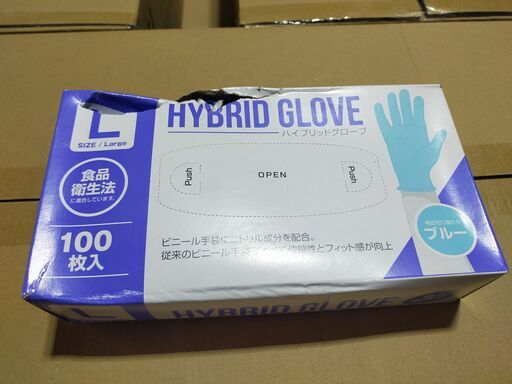 L
SIZE / Large
食品
衛生法
に適合しています。
100
枚入
HYBRID GLOVE
ハイブリッドグローブ
Push
OPEN
Push
ビニール手袋にニトリル成分を配合。
従来のビニール手袋 伸縮性とフィット感が向上
ブルー
HYBRID GLOVE